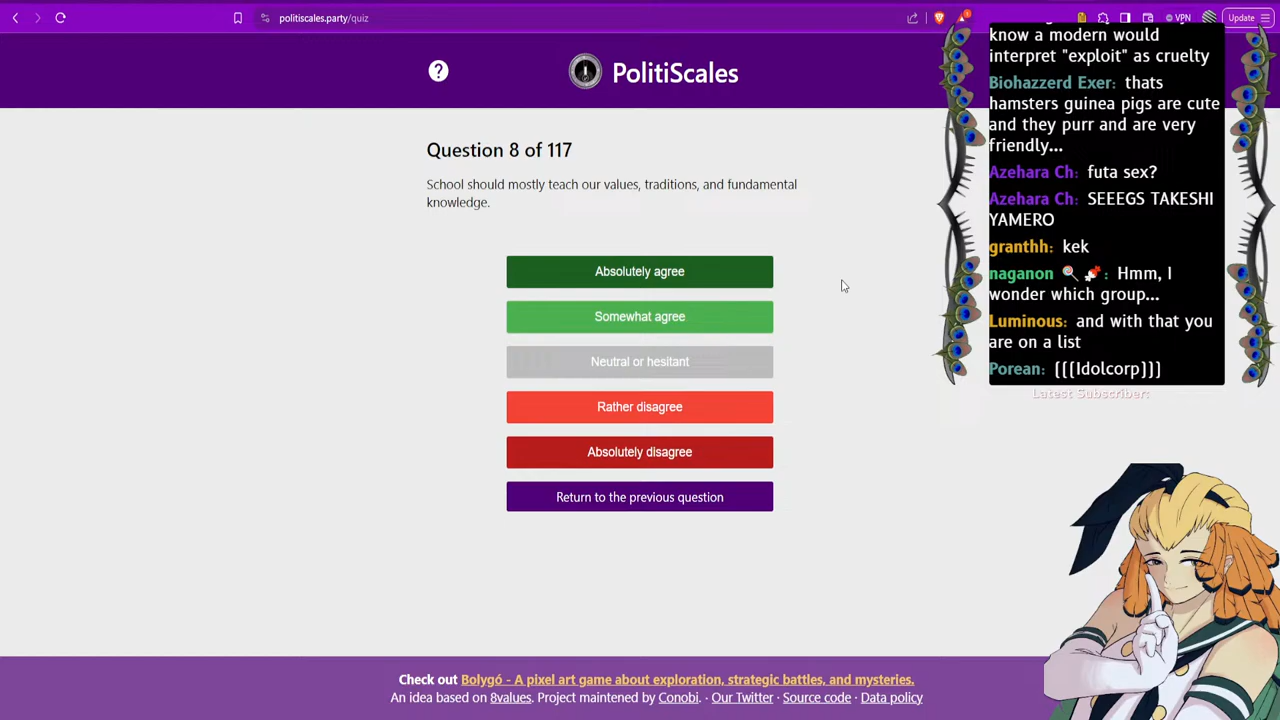 politiscales.party/quiz
1
VPN
Update
PolitiScales
Question 8 of 117
School should mostly teach our values, traditions, and fundamental
knowledge.
Absolutely agree
Somewhat agree
Neutral or hesitant
Rather disagree
Absolutely disagree
Return to the previous question
know a modern would
interpret "exploit" as cruelty
Biohazzerd Exer: thats
hamsters guinea pigs are cute
and they purr and are very
friendly...
Azehara Ch: futa sex?
Azehara Ch: SEEEGS TAKESHI
YAMERO
granthh: kek
naganon 🍭 🍬: Hmm, I
wonder which group...
Luminous: and with that you
are on a list
Porean: (((Idolcorp)))
Latest Subscriber:
Check out Bolygó - A pixel art game about exploration, strategic battles, and mysteries.
An idea based on 8values. Project maintened by Conobi. · Our Twitter · Source code · Data policy